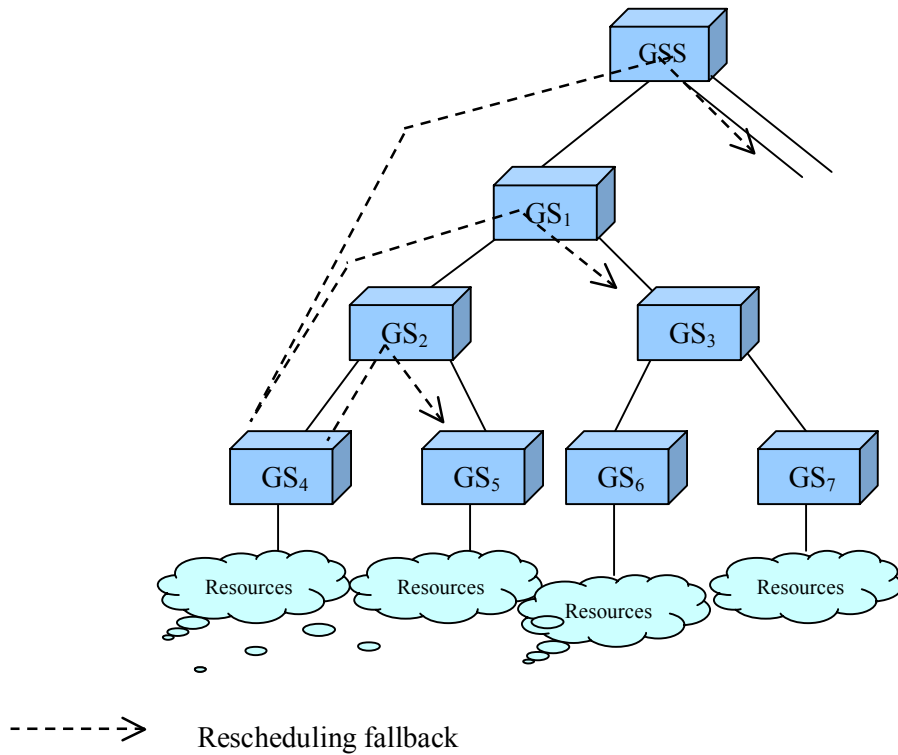 GSS
GS₁
GS₂
GS₃
GS₄
GS₅
GS₆
GS₇
Resources
Resources
Resources
Resources
Rescheduling fallback